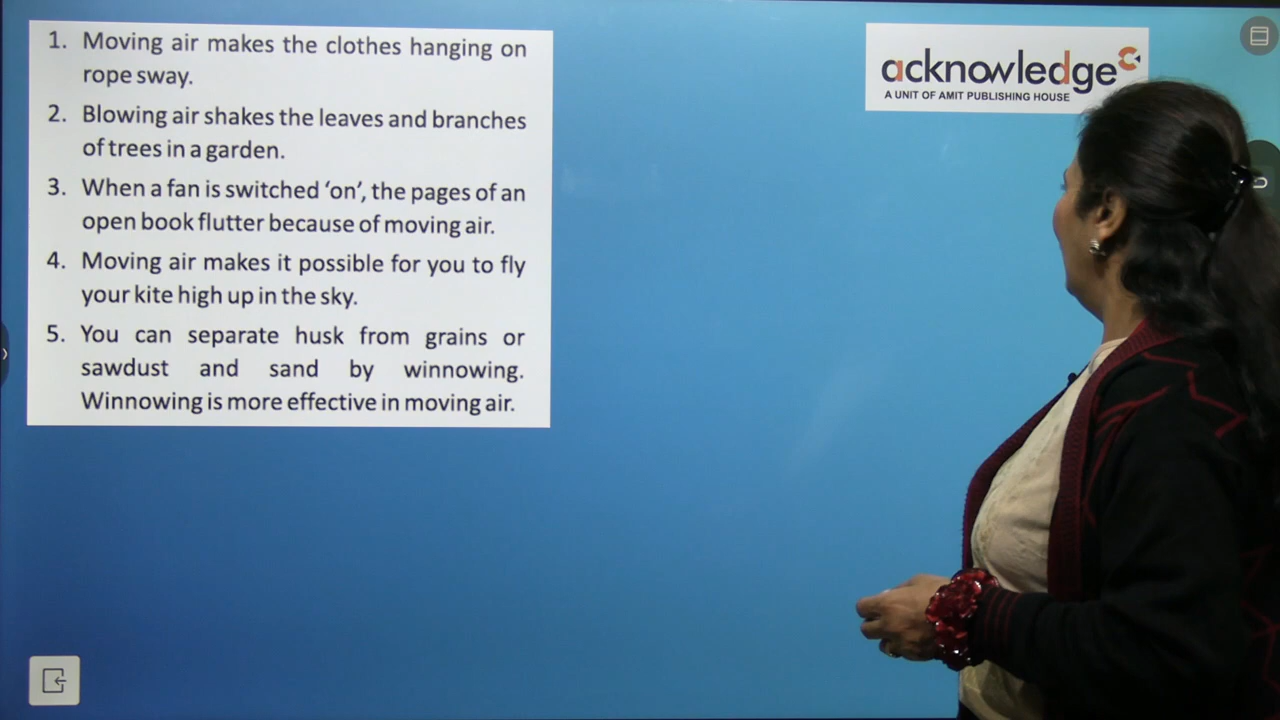 1. Moving air makes the clothes hanging on
rope sway.
2. Blowing air shakes the leaves and branches
of trees in a garden.
3. When a fan is switched ‘on’, the pages of an
open book flutter because of moving air.
4. Moving air makes it possible for you to fly
your kite high up in the sky.
5. You can separate husk from grains or
sawdust and sand by winnowing.
Winnowing is more effective in moving air.
acknowledge
A UNIT OF AMIT PUBLISHING HOUSE